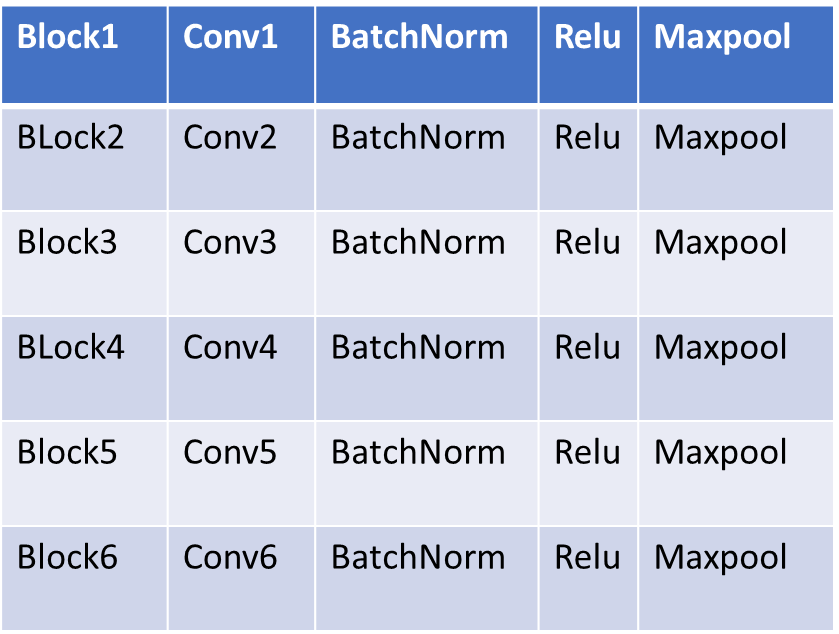 Block1 Conv1 BatchNorm Relu Maxpool
BLock2 Conv2 BatchNorm Relu Maxpool
Block3 Conv3 BatchNorm Relu Maxpool
BLock4 Conv4 BatchNorm Relu Maxpool
Block5 Conv5 BatchNorm Relu Maxpool
Block6 Conv6 BatchNorm Relu Maxpool